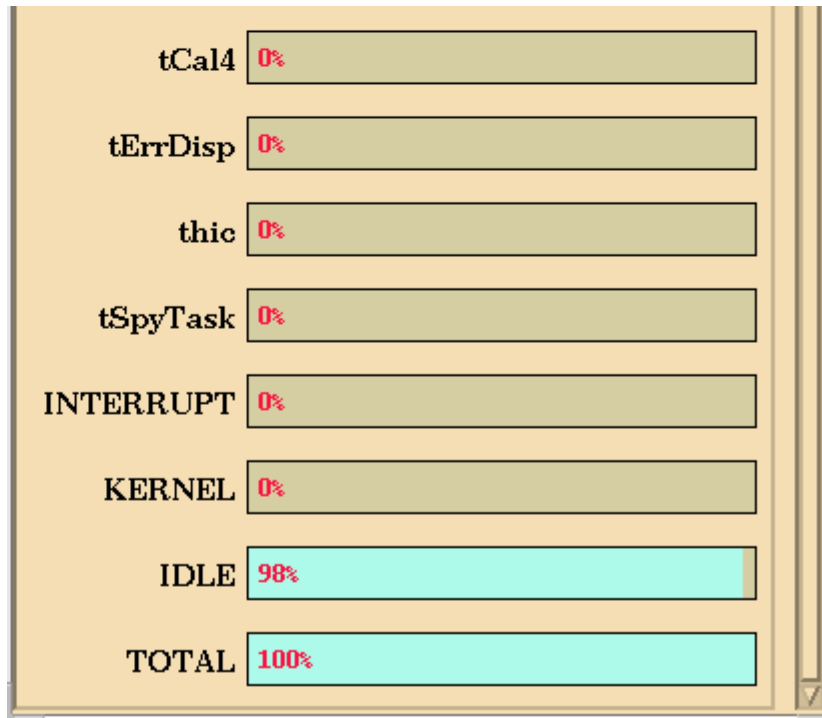 tCal4 0%
tErrDisp 0%
thic 0%
tSpyTask 0%
INTERRUPT 0%
KERNEL 0%
IDLE 98%
TOTAL 100%